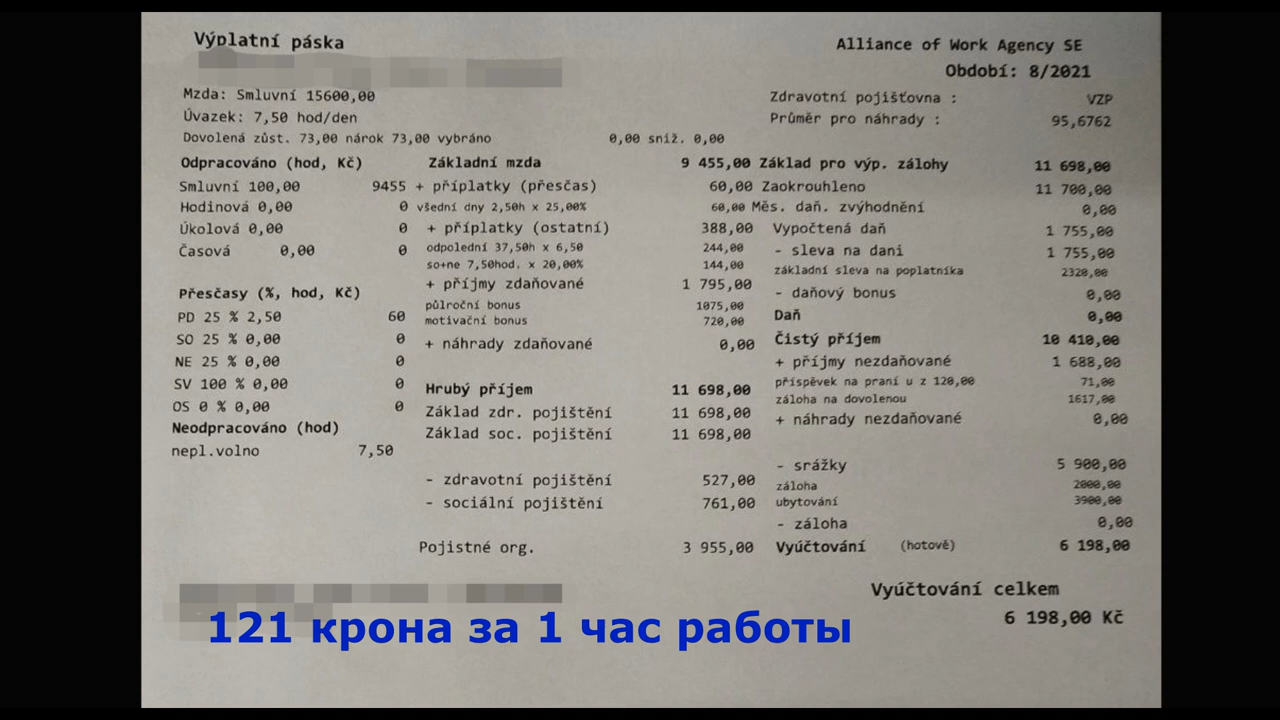 Výplatní páska
Alliance of Work Agency SE
Období: 8/2021
Mzda: Smluvní 15600,00
Úvazek: 7,50 hod/den
Dovolená zůst. 73,00 nárok 73,00 vybráno 0,00 sniž. 0,00
Zdravotní pojišťovna : VZP
Průměr pro náhrady : 95,6762
Odpracováno (hod, Kč)
Smluvní 100,00 9455
Hodinová 0,00 0
Úkolová 0,00 0
Časová 0,00 0
Přesčasy (%, hod, Kč)
PD 25 % 2,50 60
SO 25 % 0,00 0
NE 25 % 0,00 0
SV 100 % 0,00 0
OS 0 % 0,00 0
Neodpracováno (hod)
nepl.volno 7,50
Základní mzda 9 455,00
+ příplatky (přesčas) 60,00
všední dny 2,50h x 25,00% 60,00
+ příplatky (ostatní) 388,00
odpolední 37,50h x 6,50 244,00
so+ne 7,50hod. x 20,00% 144,00
+ příjmy zdaňované 1 795,00
půlroční bonus 1075,00
motivační bonus 720,00
+ náhrady zdaňované 0,00
Hrubý příjem 11 698,00
Základ zdr. pojištění 11 698,00
Základ soc. pojištění 11 698,00
- zdravotní pojištění 527,00
- sociální pojištění 761,00
Pojistné org. 3 955,00
Základ pro výp. zálohy 11 698,00
Zaokrouhleno 11 700,00
Měs. daň. zvýhodnění 0,00
Vypočtená daň 1 755,00
- sleva na dani 1 755,00
základní sleva na poplatníka 2320,00
- daňový bonus 0,00
Daň 0,00
Čistý příjem 10 410,00
+ příjmy nezdaňované 1 688,00
příspěvek na praní u z 120,00 71,00
záloha na dovolenou 1617,00
+ náhrady nezdaňované 0,00
- srážky 5 900,00
záloha 2000,00
ubytování 3900,00
- záloha 0,00
Vyúčtování (hotově) 6 198,00
Vyúčtování celkem
6 198,00 Kč
121 крона за 1 час работы